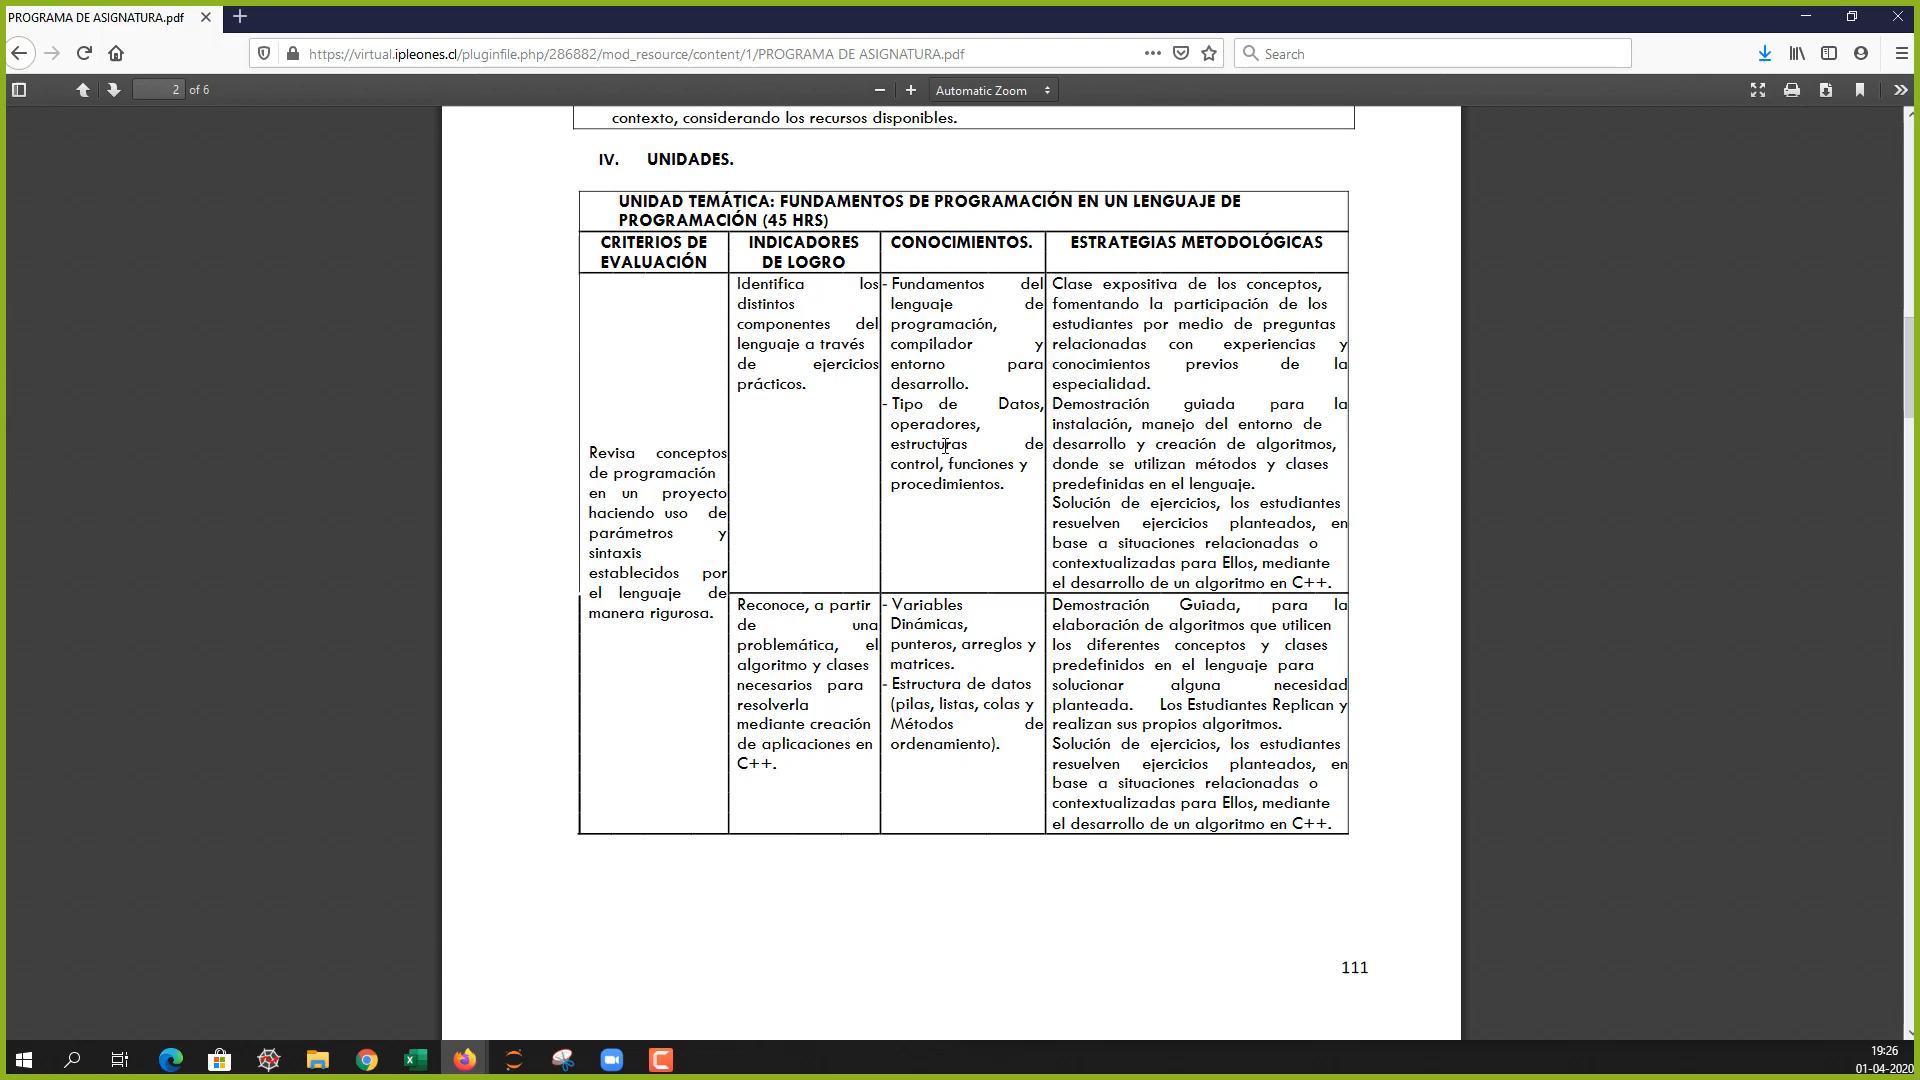 PROGRAMA DE ASIGNATURA.pdf
https://virtual.ipleones.cl/pluginfile.php/286882/mod_resource/content/1/PROGRAMA DE ASIGNATURA.pdf
Search
2 of 6
Automatic Zoom
contexto, considerando los recursos disponibles.
IV. UNIDADES.
UNIDAD TEMÁTICA: FUNDAMENTOS DE PROGRAMACIÓN EN UN LENGUAJE DE
PROGRAMACIÓN (45 HRS)
CRITERIOS DE
EVALUACIÓN
INDICADORES
DE LOGRO
CONOCIMIENTOS.
ESTRATEGIAS METODOLÓGICAS
Revisa conceptos
de programación
en un proyecto
haciendo uso de
parámetros y
sintaxis
establecidos por
el lenguaje de
manera rigurosa.
Identifica los
distintos
componentes del
lenguaje a través
de ejercicios
prácticos.
- Fundamentos del
lenguaje de
programación,
compilador y
entorno para
desarrollo.
- Tipo de Datos,
operadores,
estructuras de
control, funciones y
procedimientos.
Clase expositiva de los conceptos,
fomentando la participación de los
estudiantes por medio de preguntas
relacionadas con experiencias y
conocimientos previos de la
especialidad.
Demostración guiada para la
instalación, manejo del entorno de
desarrollo y creación de algoritmos,
donde se utilizan métodos y clases
predefinidas en el lenguaje.
Solución de ejercicios, los estudiantes
resuelven ejercicios planteados, en
base a situaciones relacionadas o
contextualizadas para Ellos, mediante
el desarrollo de un algoritmo en C++.
Reconoce, a partir
de una
problemática, el
algoritmo y clases
necesarios para
resolverla
mediante creación
de aplicaciones en
C++.
- Variables
Dinámicas,
punteros, arreglos y
matrices.
- Estructura de datos
(pilas, listas, colas y
Métodos de
ordenamiento).
Demostración Guiada, para la
elaboración de algoritmos que utilicen
los diferentes conceptos y clases
predefinidos en el lenguaje para
solucionar alguna necesidad
planteada. Los Estudiantes Replican y
realizan sus propios algoritmos.
Solución de ejercicios, los estudiantes
resuelven ejercicios planteados, en
base a situaciones relacionadas o
contextualizadas para Ellos, mediante
el desarrollo de un algoritmo en C++.
111
19:26
01-04-2020